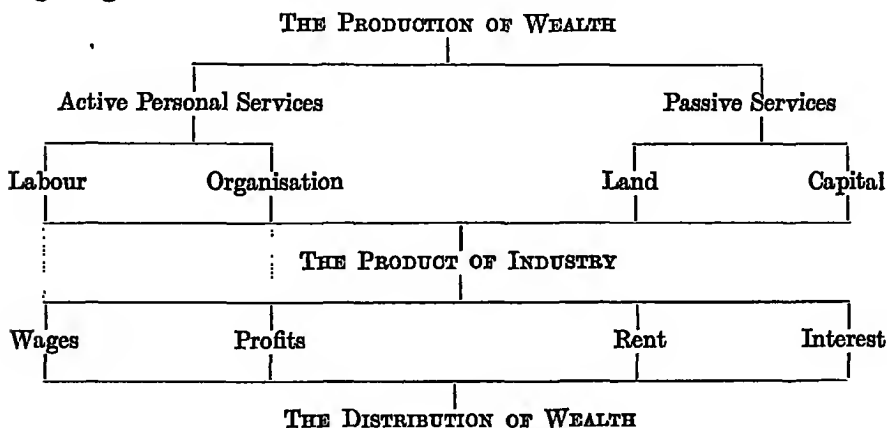 THE PRODUCTION OF WEALTH
Active Personal Services Passive Services
Labour Organisation Land Capital
THE PRODUCT OF INDUSTRY
Wages Profits Rent Interest
THE DISTRIBUTION OF WEALTH